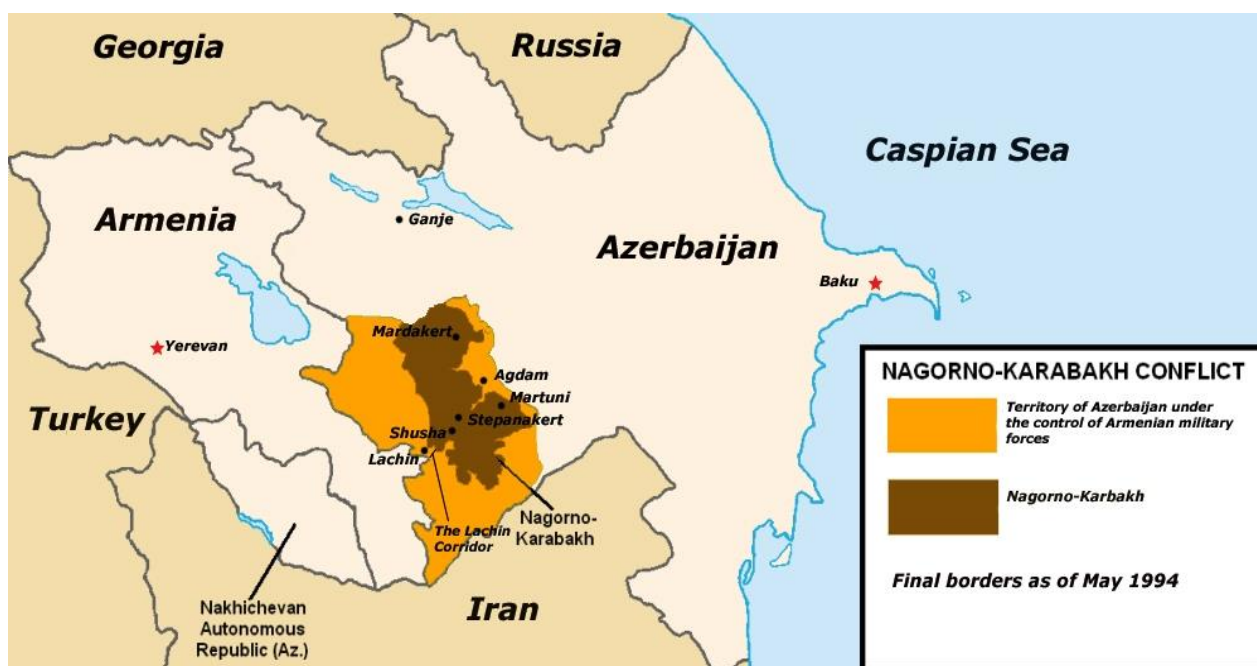 Georgia
Russia
Caspian Sea
Armenia
Ganje
Azerbaijan
Baku
Mardakert
Yerevan
Agdam
Martuni
Turkey
Stepanakert
Shusha
Lachin
The Lachin
Corridor
Nagorno-
Karabakh
Nakhichevan
Autonomous
Republic (Az.)
Iran
NAGORNO-KARABAKH CONFLICT
Territory of Azerbaijan under
the control of Armenian military
forces
Nagorno-Karbakh
Final borders as of May 1994